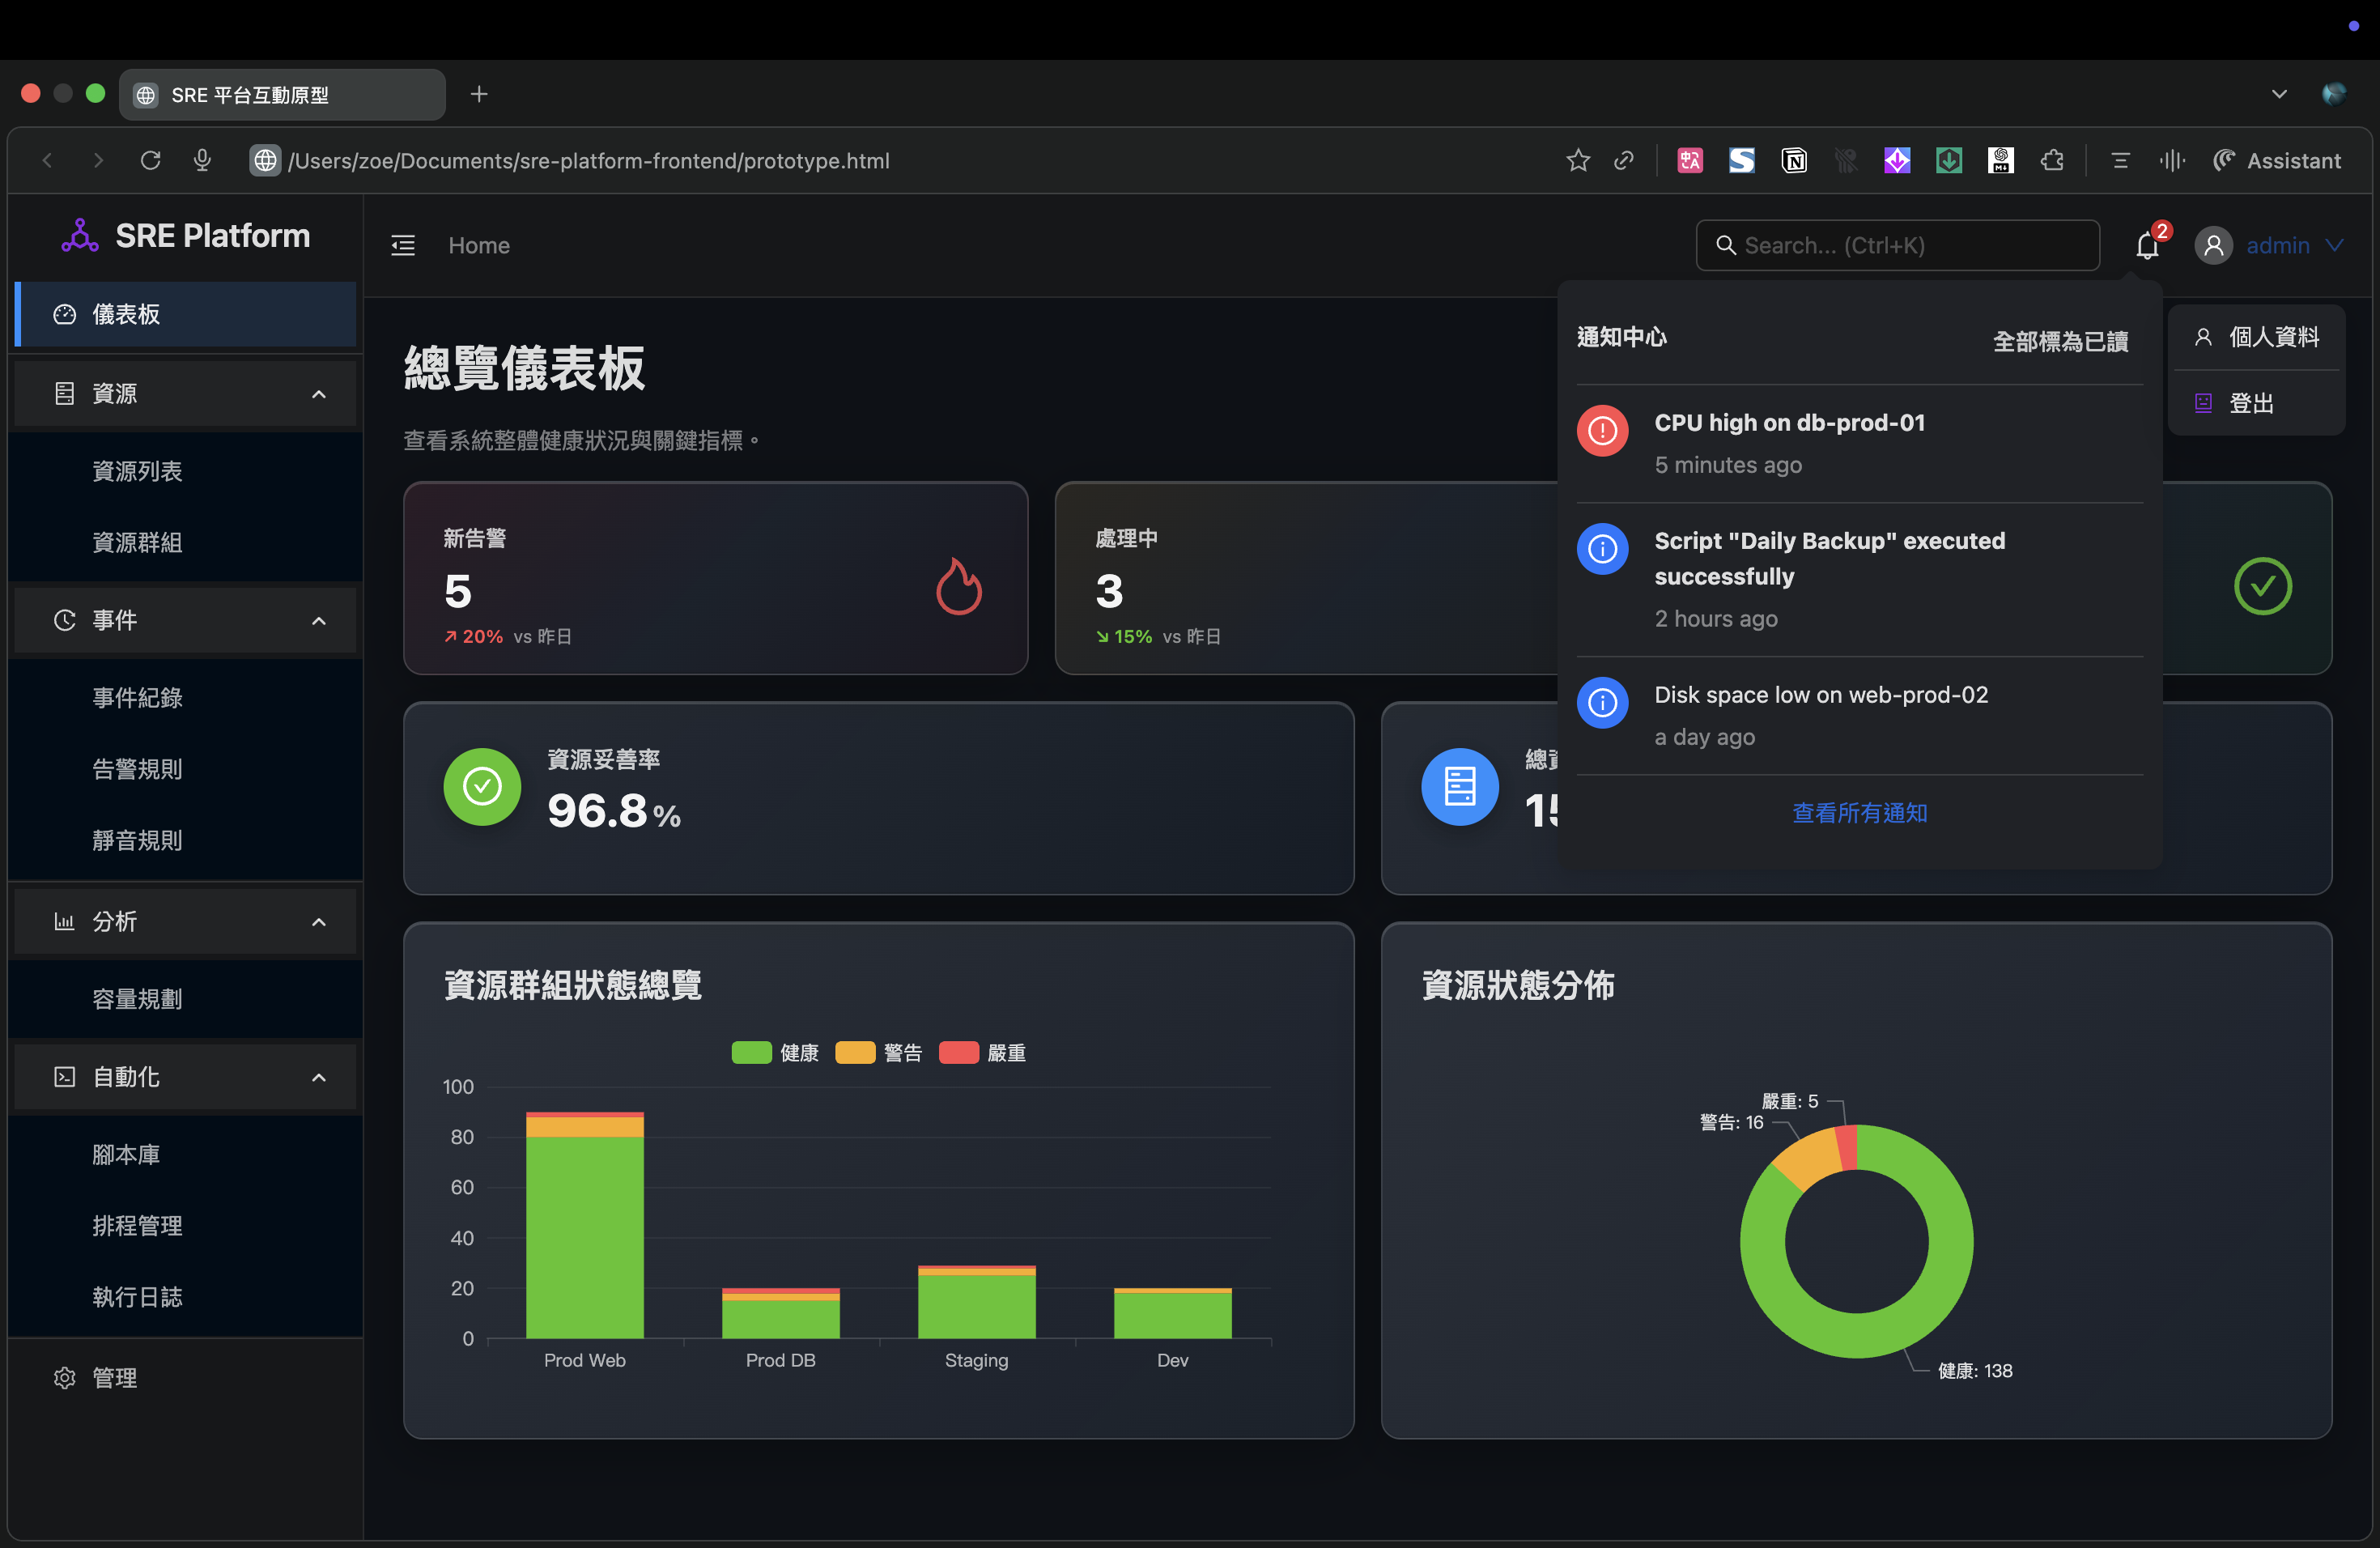 SRE 平台互動原型
/Users/zoe/Documents/sre-platform-frontend/prototype.html
Assistant
SRE Platform
Home
Search... (Ctrl+K)
2
admin
儀表板
資源
資源列表
資源群組
事件
事件紀錄
告警規則
靜音規則
分析
容量規劃
自動化
腳本庫
排程管理
執行日誌
管理
個人資料
登出
通知中心
全部標為已讀
CPU high on db-prod-01
5 minutes ago
Script "Daily Backup" executed
successfully
2 hours ago
Disk space low on web-prod-02
a day ago
查看所有通知
總覽儀表板
查看系統整體健康狀況與關鍵指標。
新告警
5
20% vs 昨日
處理中
3
15% vs 昨日
資源妥善率
96.8%
資源群組狀態總覽
健康 警告 嚴重
100
80
60
40
20
0
Prod Web Prod DB Staging Dev
資源狀態分佈
嚴重: 5
警告: 16
健康: 138